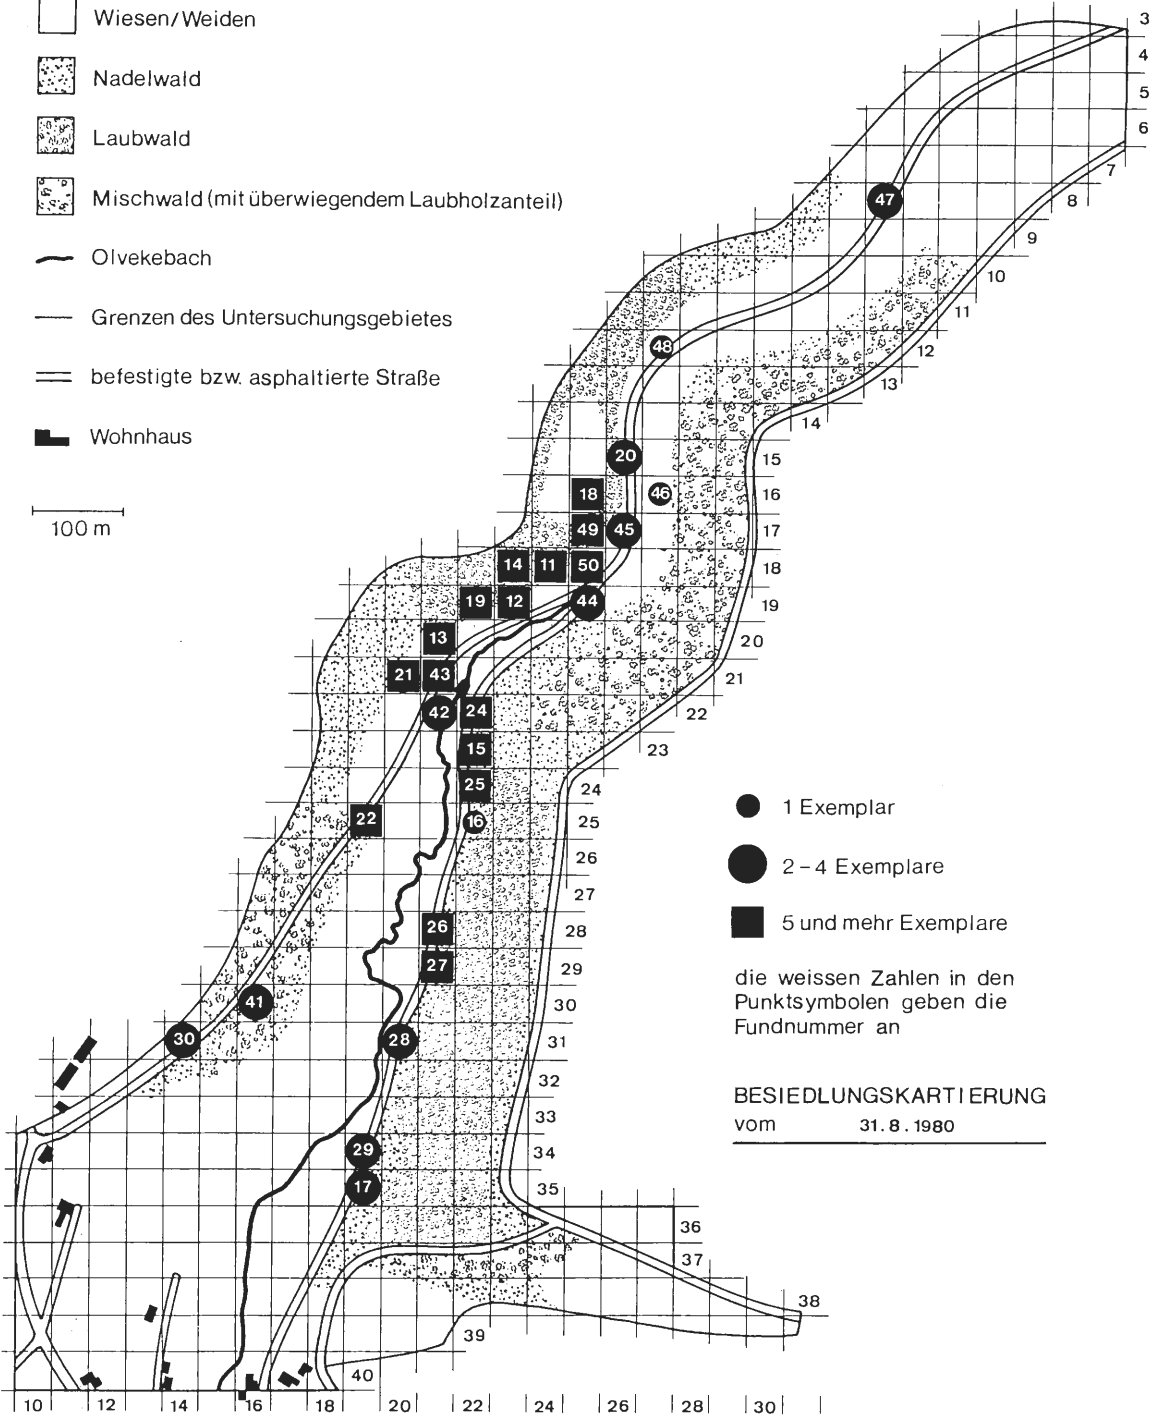 Wiesen/Weiden
Nadelwald
Laubwald
Mischwald (mit überwiegendem Laubholzanteil)
Olvekebach
Grenzen des Untersuchungsgebietes
befestigte bzw. asphaltierte Straße
Wohnhaus
100 m
3
4
5
6
7
8
9
10
11
12
13
14
15
16
17
18
19
20
21
22
23
24
25
26
27
28
29
30
31
32
33
34
35
36
37
38
39
40
47
48
20
18
46
49
45
14 11 50
19 12 44
13
21 43
42 24
15
25
22 16
26
27
41
30 28
29
17
1 Exemplar
2-4 Exemplare
5 und mehr Exemplare
die weissen Zahlen in den
Punktsymbolen geben die
Fundnummer an
BESIEDLUNGSKARTIERUNG
vom 31.8.1980
10 12 14 16 18 20 22 24 26 28 30